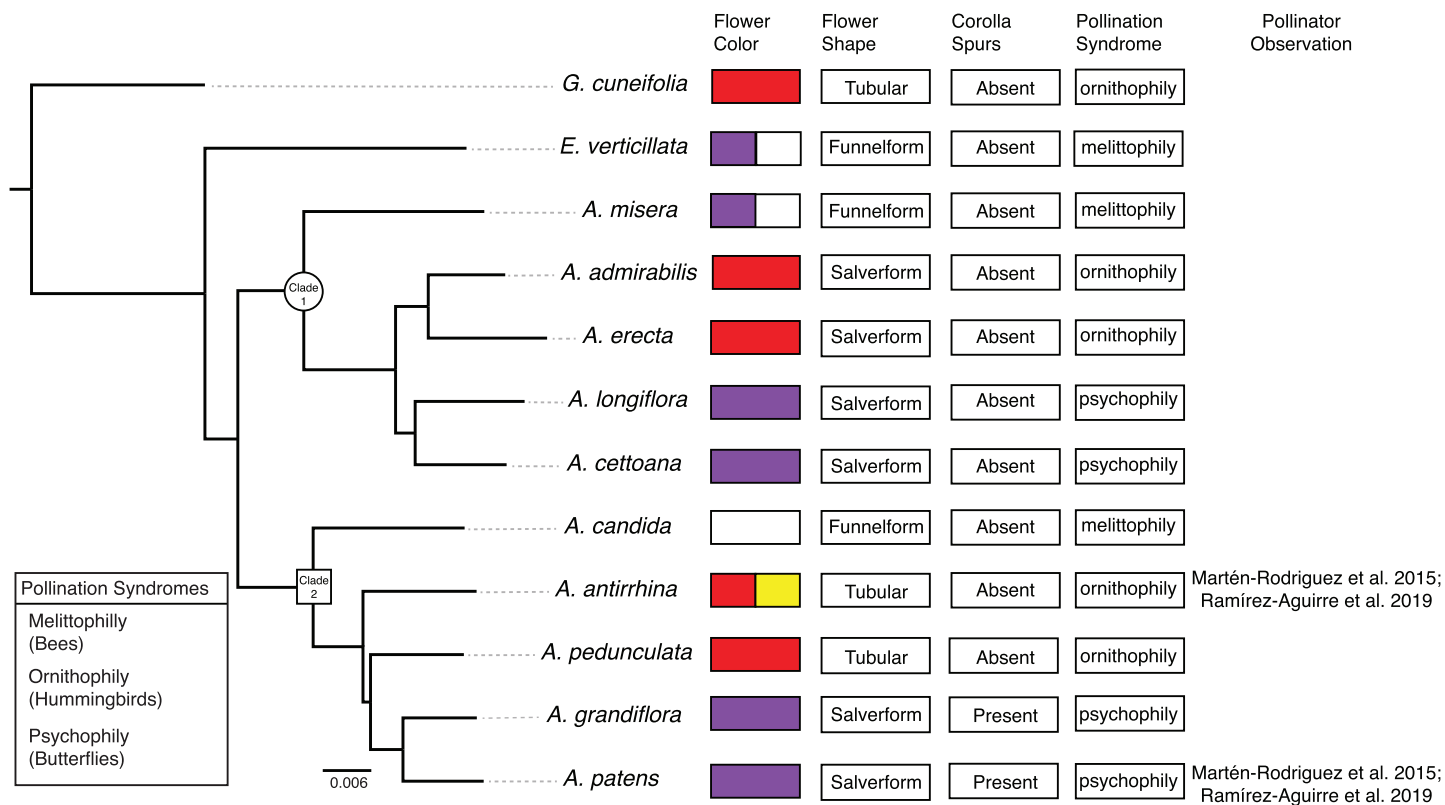 Flower Color
Flower Shape
Corolla Spurs
Pollination Syndrome
Pollinator Observation
G. cuneifolia
Tubular
Absent
ornithophily
E. verticillata
Funnelform
Absent
melittophily
A. misera
Funnelform
Absent
melittophily
A. admirabilis
Salverform
Absent
ornithophily
Clade 1
A. erecta
Salverform
Absent
ornithophily
A. longiflora
Salverform
Absent
psychophily
A. cettoana
Salverform
Absent
psychophily
A. candida
Funnelform
Absent
melittophily
Clade 2
A. antirrhina
Tubular
Absent
ornithophily
Martén-Rodriguez et al. 2015;
Ramírez-Aguirre et al. 2019
A. pedunculata
Tubular
Absent
ornithophily
A. grandiflora
Salverform
Present
psychophily
A. patens
Salverform
Present
psychophily
Martén-Rodriguez et al. 2015;
Ramírez-Aguirre et al. 2019
Pollination Syndromes
Melittophilly
(Bees)
Ornithophily
(Hummingbirds)
Psychophily
(Butterflies)
0.006